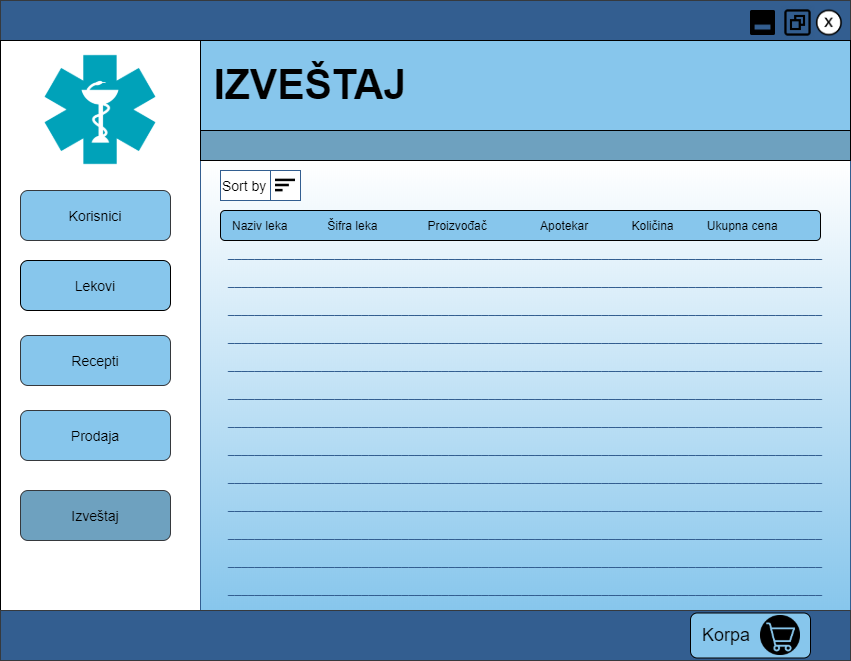 X
IZVEŠTAJ
Sort by
Korisnici
Naziv leka Šifra leka Proizvođač Apotekar Količina Ukupna cena
Lekovi
Recepti
Prodaja
Izveštaj
Korpa